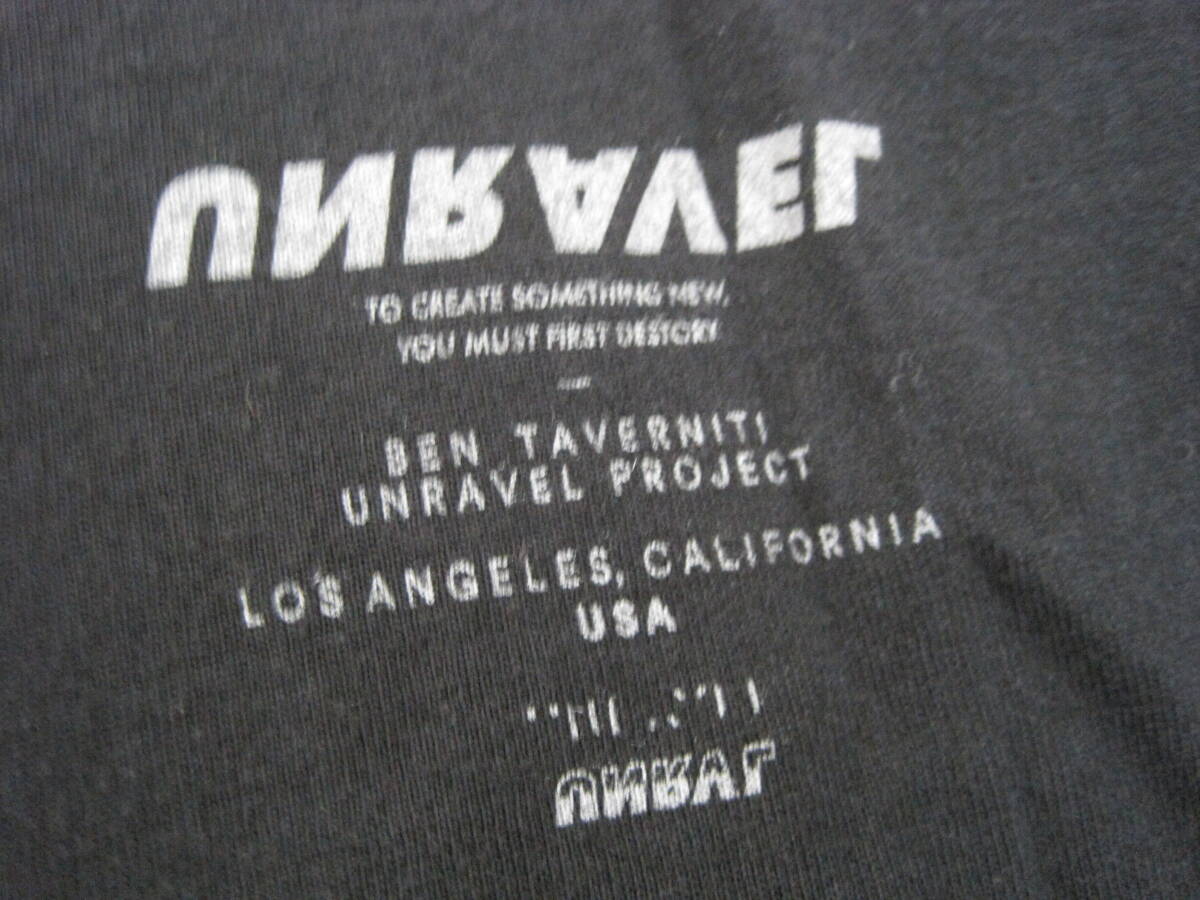 UNRAVEL
TO CREATE SOMETHING NEW,
YOU MUST FIRST DESTORY
—
BEN TAVERNITI
UNRAVEL PROJECT
LOS ANGELES, CALIFORNIA
USA